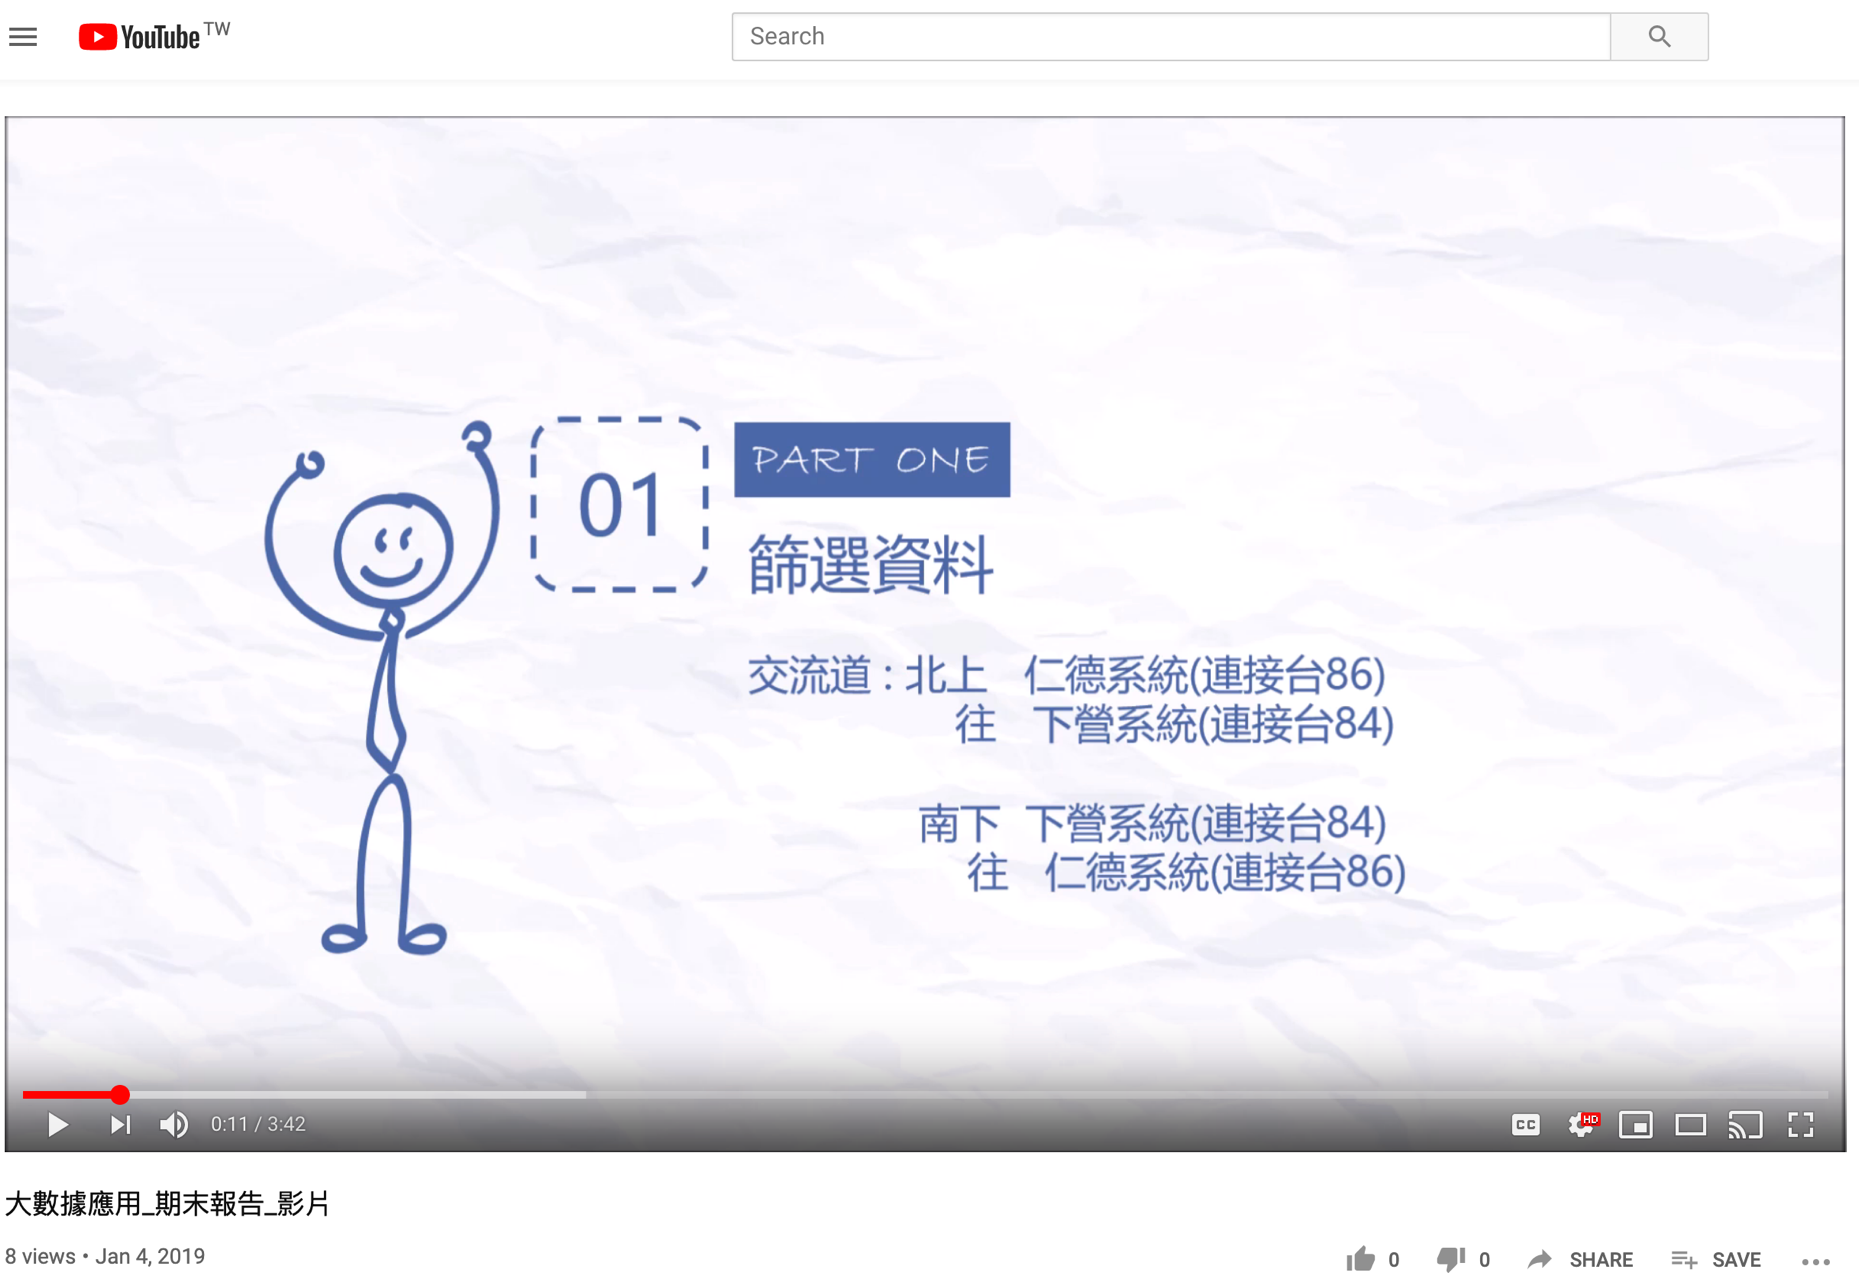 YouTube TW
Search
01
PART ONE
篩選資料
交流道：北上 仁德系統(連接台86)
往 下營系統(連接台84)
南下 下營系統(連接台84)
往 仁德系統(連接台86)
0:11 / 3:42
CC
HD
大數據應用_期末報告_影片
8 views • Jan 4, 2019
0
0
SHARE
SAVE